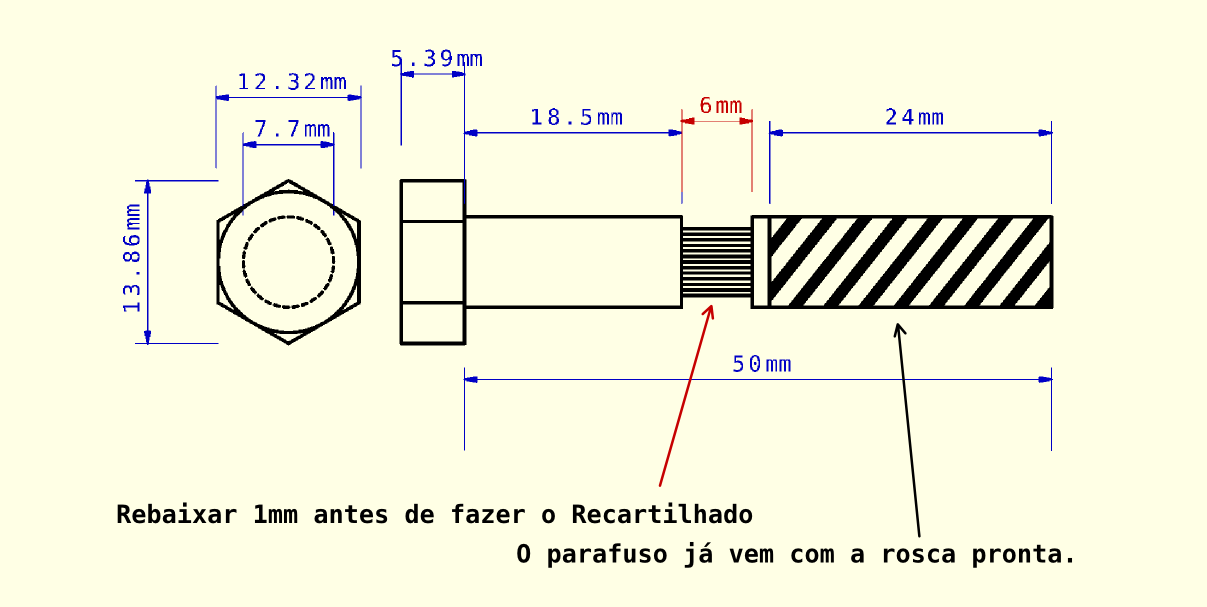 5.39mm
12.32mm
7.7mm
18.5mm
6mm
24mm
13.86mm
50mm
Rebaixar 1mm antes de fazer o Recartilhado
O parafuso já vem com a rosca pronta.